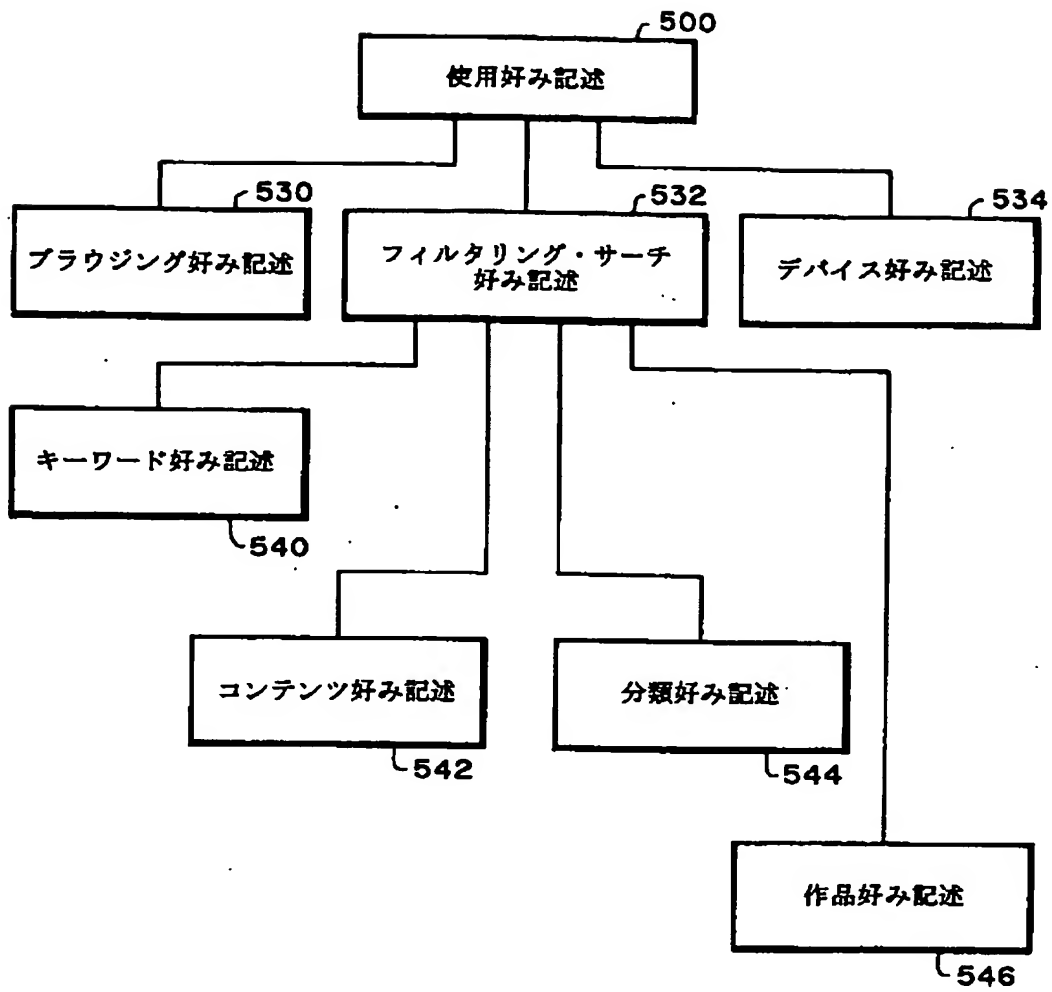 500
使用好み記述
530
ブラウジング好み記述
532
フィルタリング・サーチ
好み記述
534
デバイス好み記述
キーワード好み記述
540
コンテンツ好み記述
542
分類好み記述
544
作品好み記述
546